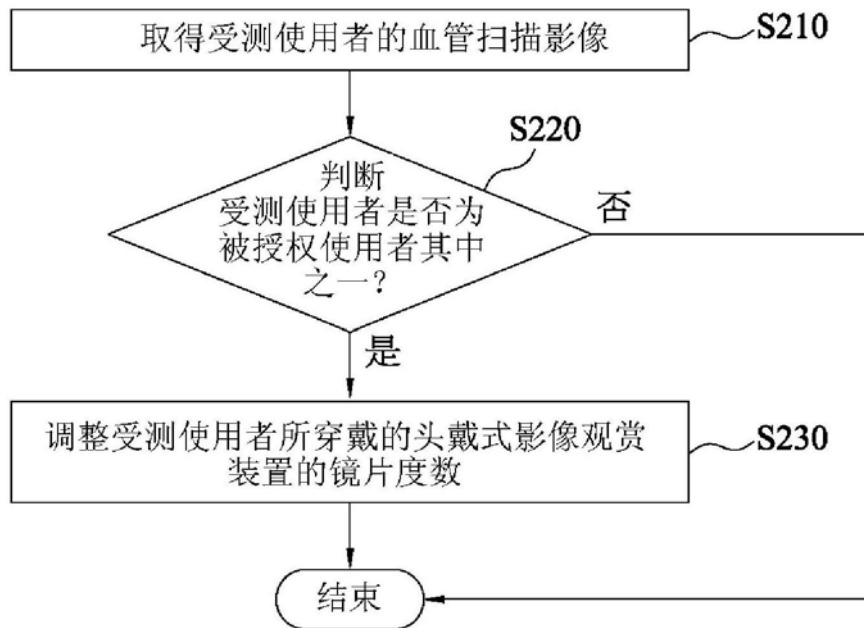 取得受测使用者的血管扫描影像
S210
S220
判断
受测使用者是否为
被授权使用者其中
之一？
否
是
调整受测使用者所穿戴的头戴式影像观赏
装置的镜片度数
S230
结束